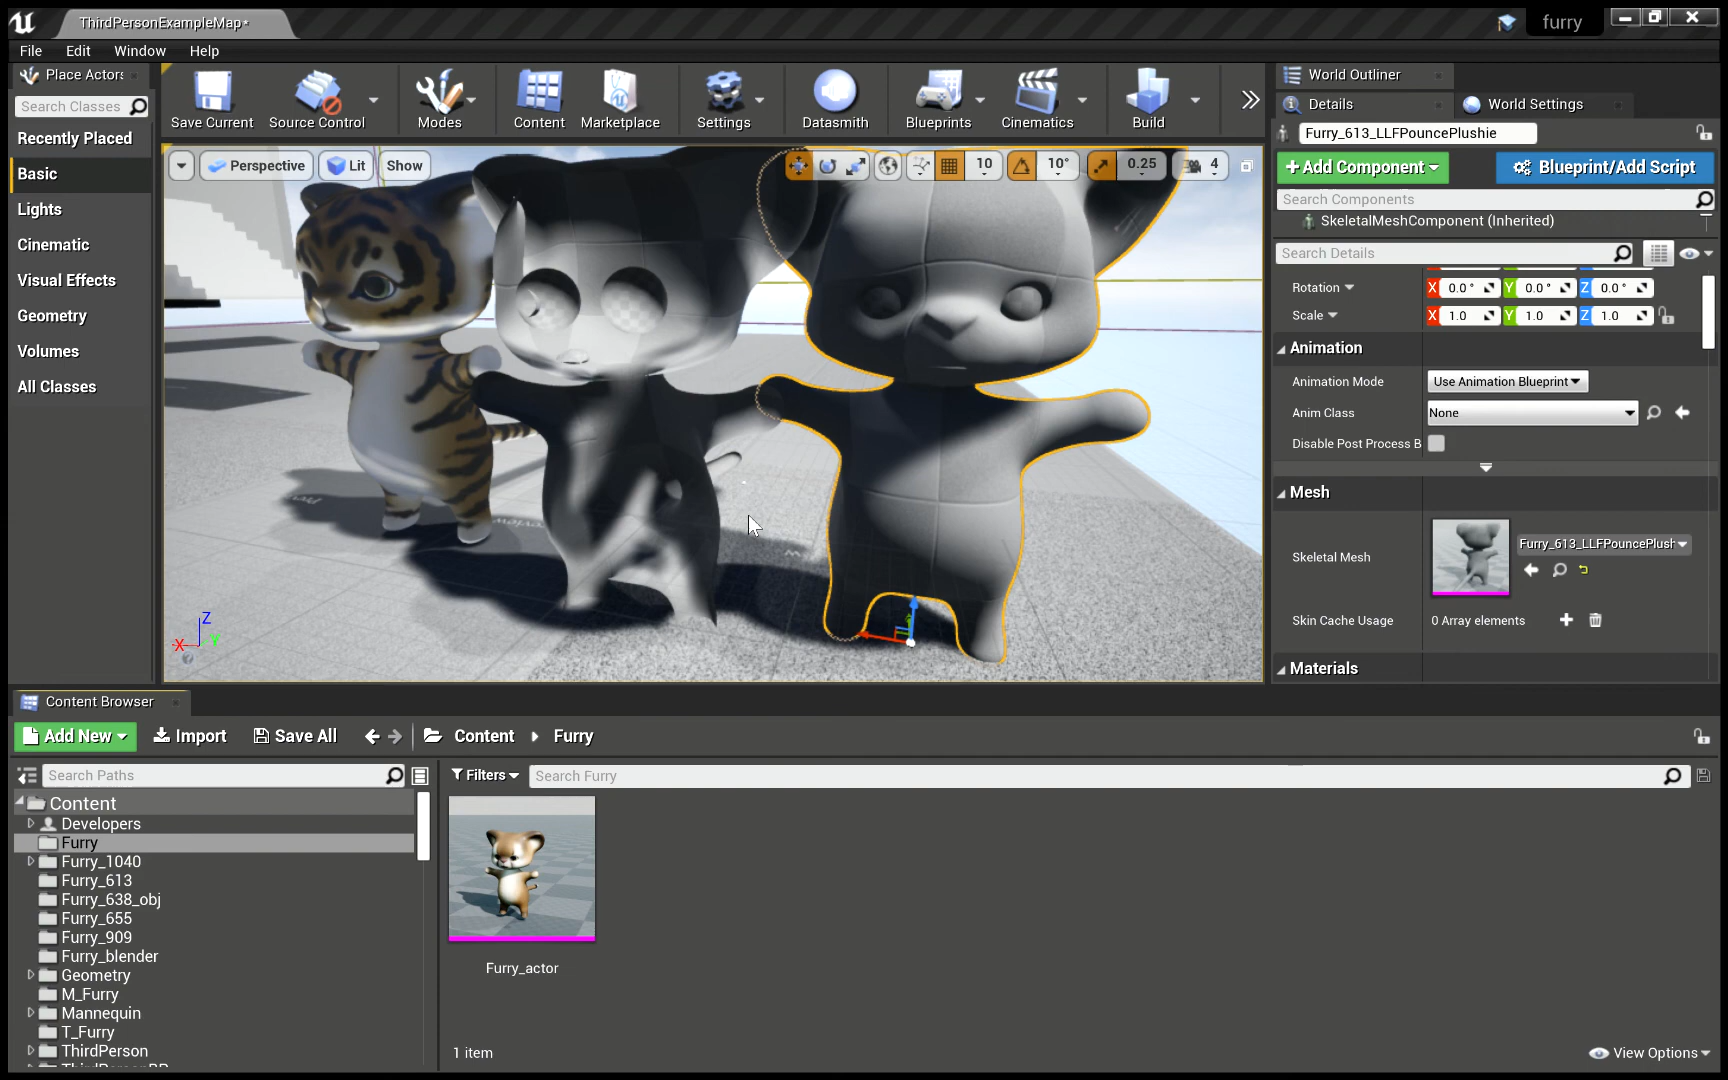 ThirdPersonExampleMap*
furry
File Edit Window Help
Place Actors
Search Classes
Recently Placed
Basic
Lights
Cinematic
Visual Effects
Geometry
Volumes
All Classes
Save Current Source Control Modes Content Marketplace Settings Datasmith Blueprints Cinematics Build
Perspective Lit Show 10 10° 0.25 4
Z
X Y
World Outliner
Details World Settings
Furry_613_LLFPouncePlushie
+Add Component Blueprint/Add Script
Search Components
SkeletalMeshComponent (Inherited)
Search Details
Rotation X 0.0 ° Y 0.0 ° Z 0.0 °
Scale X 1.0 Y 1.0 Z 1.0
Animation
Animation Mode Use Animation Blueprint
Anim Class None
Disable Post Process B
Mesh
Skeletal Mesh Furry_613_LLFPouncePlush
Skin Cache Usage 0 Array elements
Materials
Content Browser
Add New Import Save All Content Furry
Search Paths
Filters Search Furry
Content
Developers
Furry
Furry_1040
Furry_613
Furry_638_obj
Furry_655
Furry_909
Furry_blender
Geometry
M_Furry
Mannequin
T_Furry
ThirdPerson
Furry_actor
1 item View Options